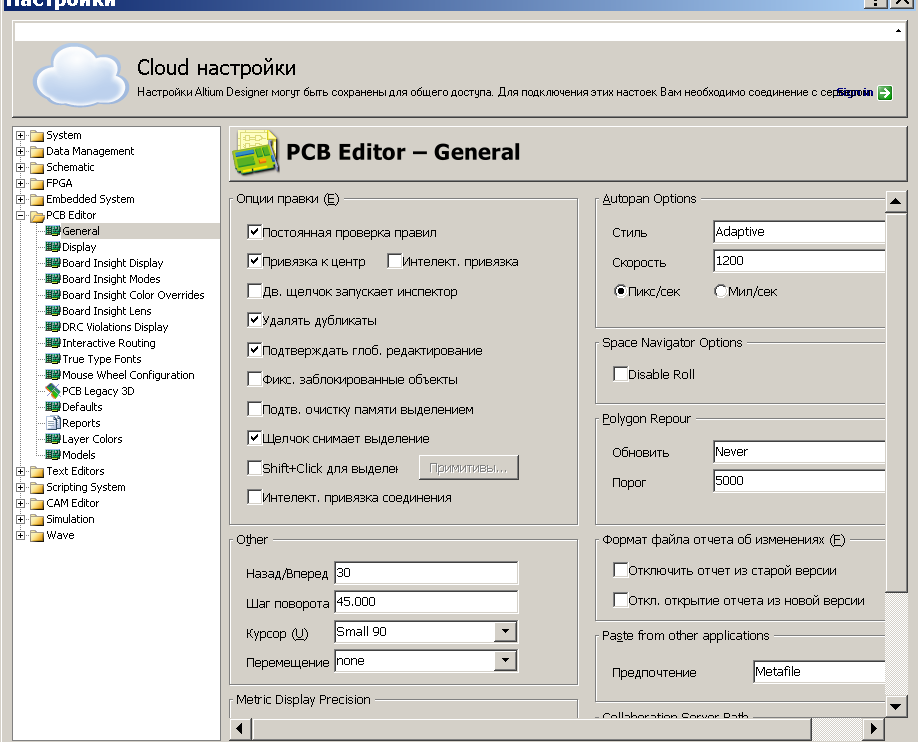 Настройки
Cloud настройки
Настройки Altium Designer могут быть сохранены для общего доступа. Для подключения этих настоек Вам необходимо соединение с сервером
Sign in
System
Data Management
Schematic
FPGA
Embedded System
PCB Editor
General
Display
Board Insight Display
Board Insight Modes
Board Insight Color Overrides
Board Insight Lens
DRC Violations Display
Interactive Routing
True Type Fonts
Mouse Wheel Configuration
PCB Legacy 3D
Defaults
Reports
Layer Colors
Models
Text Editors
Scripting System
CAM Editor
Simulation
Wave
PCB Editor – General
Опции правки (E)
Постоянная проверка правил
Привязка к центр Интелект. привязка
Дв. щелчок запускает инспектор
Удалять дубликаты
Подтверждать глоб. редактирование
Фикс. заблокированные объекты
Подтв. очистку памяти выделением
Щелчок снимает выделение
Shift+Click для выделен Примитивы...
Интелект. привязка соединения
Other
Назад/Вперед 30
Шаг поворота 45.000
Курсор (U) Small 90
Перемещение none
Metric Display Precision
Autopan Options
Стиль Adaptive
Скорость 1200
Пикс/сек Мил/сек
Space Navigator Options
Disable Roll
Polygon Repour
Обновить Never
Порог 5000
Формат файла отчета об изменениях (F)
Отключить отчет из старой версии
Откл. открытие отчета из новой версии
Paste from other applications
Предпочтение Metafile
Collaboration Server Path